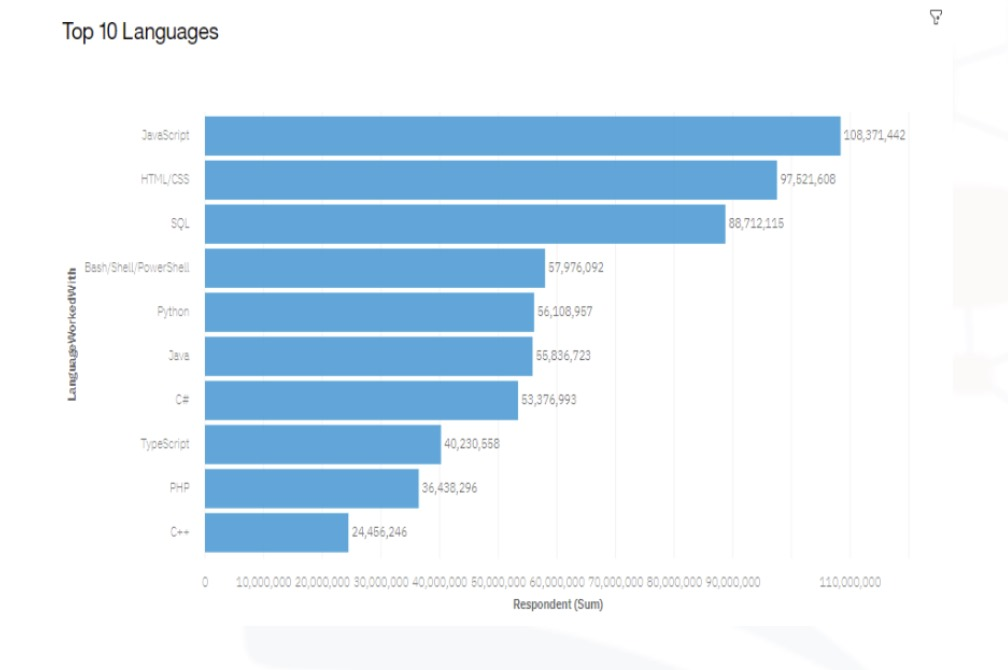 Top 10 Languages
JavaScript 108,371,442
HTML/CSS 97,521,608
SQL 88,712,115
Bash/Shell/PowerShell 57,976,092
Python 56,108,957
Java 55,836,723
C# 53,376,993
TypeScript 40,230,558
PHP 36,438,296
C++ 24,456,246
LanguageWorkedWith
0 10,000,000 20,000,000 30,000,000 40,000,000 50,000,000 60,000,000 70,000,000 80,000,000 90,000,000 110,000,000
Respondent (Sum)